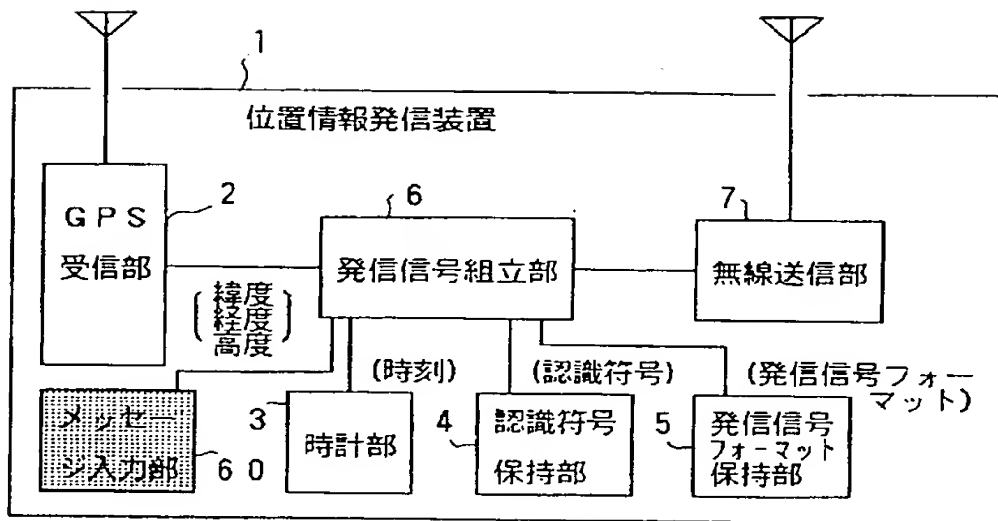 1
位置情報発信装置
GPS
受信部
2
6
発信信号組立部
7
無線送信部
緯度
経度
高度
(時刻)
(認識符号)
(発信信号フォー
マット)
メッセー
ジ入力部
60
3
時計部
4
認識符号
保持部
5
発信信号
フォーマット
保持部